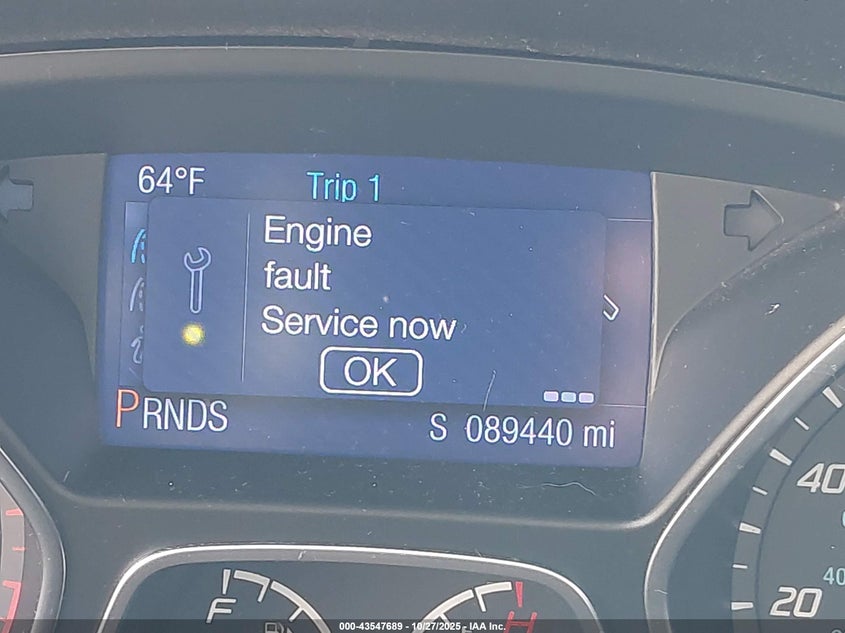 64°F Trip 1
Engine
fault
Service now
OK
PRNDS S 089440 mi
40
40
20
F H
000-43547689 - 10/27/2025 - IAA Inc.